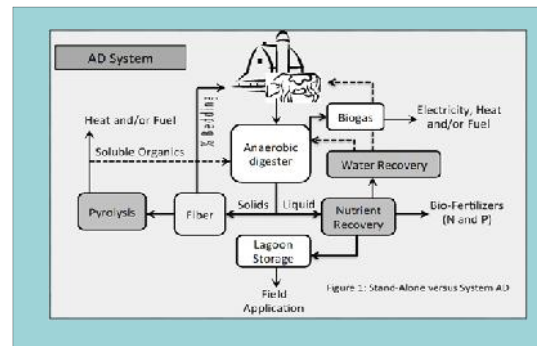 AD System
Heat and/or Fuel
% Bedding
Biogas
Electricity, Heat
and/or Fuel
Anaerobic
digester
Soluble Organics
Water Recovery
Pyrolysis
Fiber
Solids
Liquid
Nutrient
Recovery
Bio-Fertilizers
(N and P)
Lagoon
Storage
Field
Application
Figure 1: Stand-Alone versus System AD